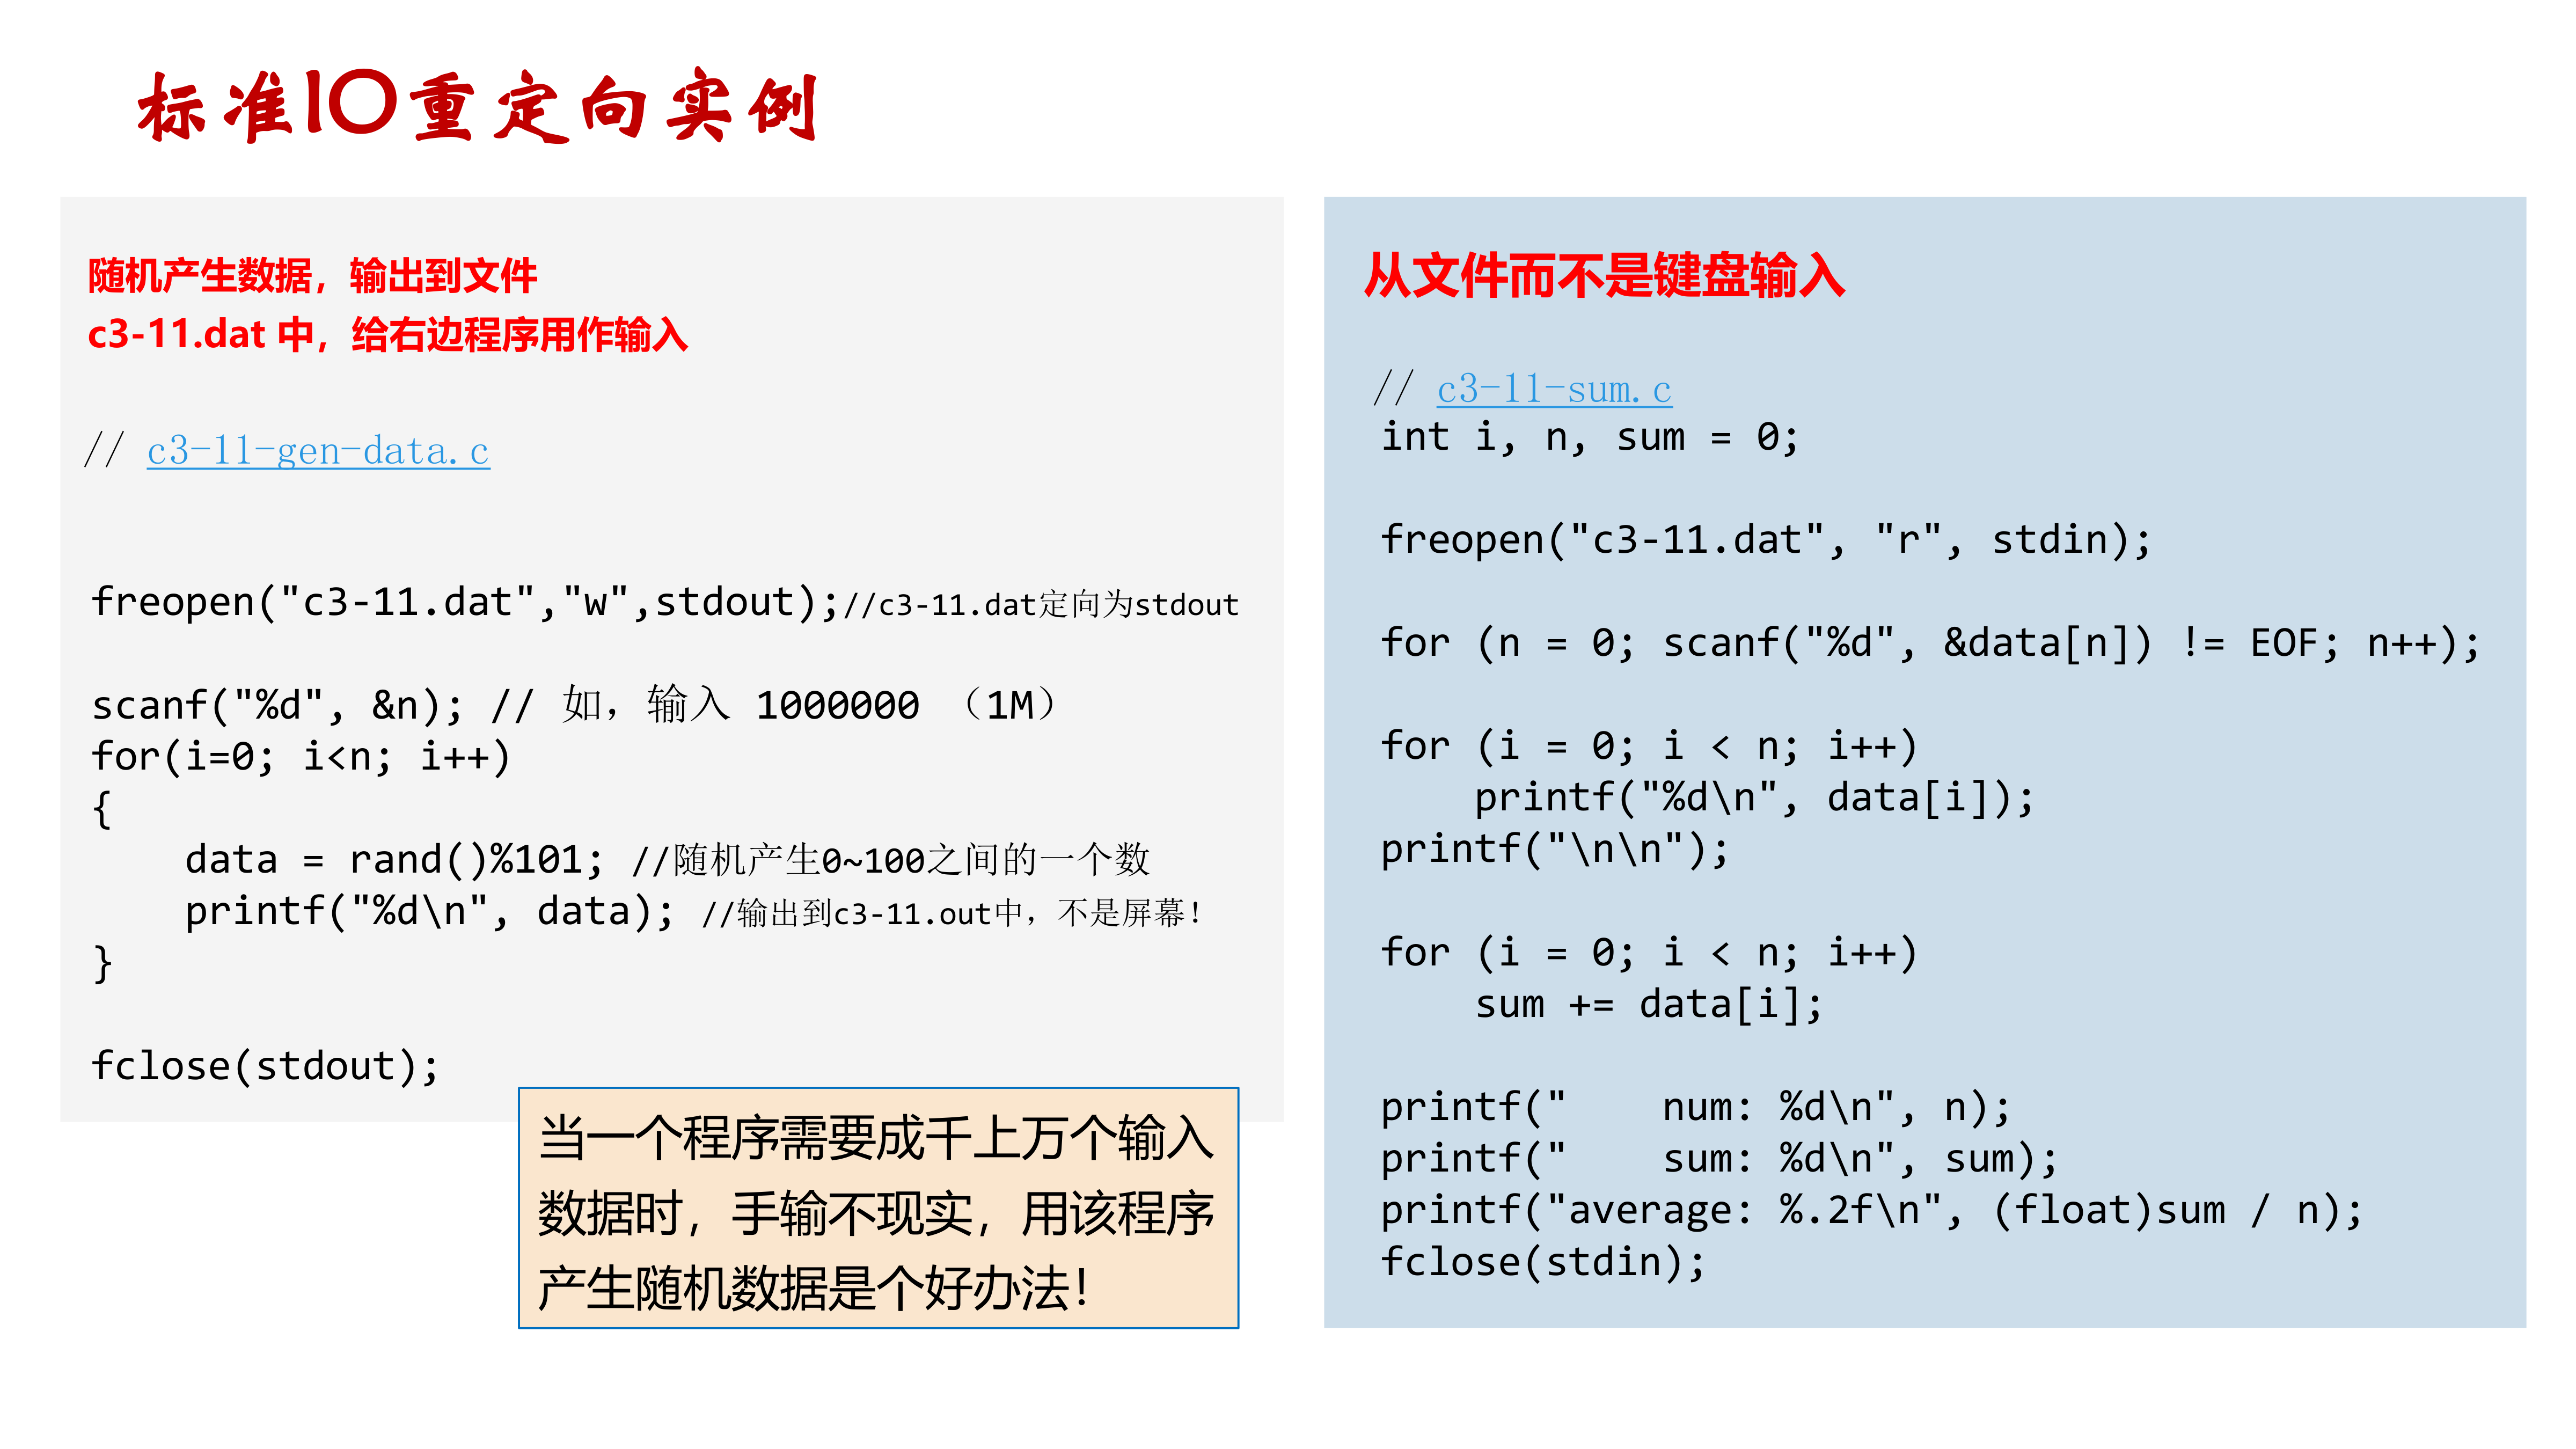 标准IO重定向实例
随机产生数据，输出到文件
c3-11.dat 中，给右边程序用作输入
// c3-11-gen-data.c
freopen("c3-11.dat","w",stdout);//c3-11.dat定向为stdout
scanf("%d", &n); // 如，输入 1000000 （1M）
for(i=0; i<n; i++)
{
    data = rand()%101; //随机产生0~100之间的一个数
    printf("%d\n", data); //输出到c3-11.out中，不是屏幕！
}
fclose(stdout);
当一个程序需要成千上万个输入
数据时，手输不现实，用该程序
产生随机数据是个好办法！
从文件而不是键盘输入
// c3-11-sum.c
int i, n, sum = 0;
freopen("c3-11.dat", "r", stdin);
for (n = 0; scanf("%d", &data[n]) != EOF; n++);
for (i = 0; i < n; i++)
    printf("%d\n", data[i]);
printf("\n\n");
for (i = 0; i < n; i++)
    sum += data[i];
printf("    num: %d\n", n);
printf("    sum: %d\n", sum);
printf("average: %.2f\n", (float)sum / n);
fclose(stdin);